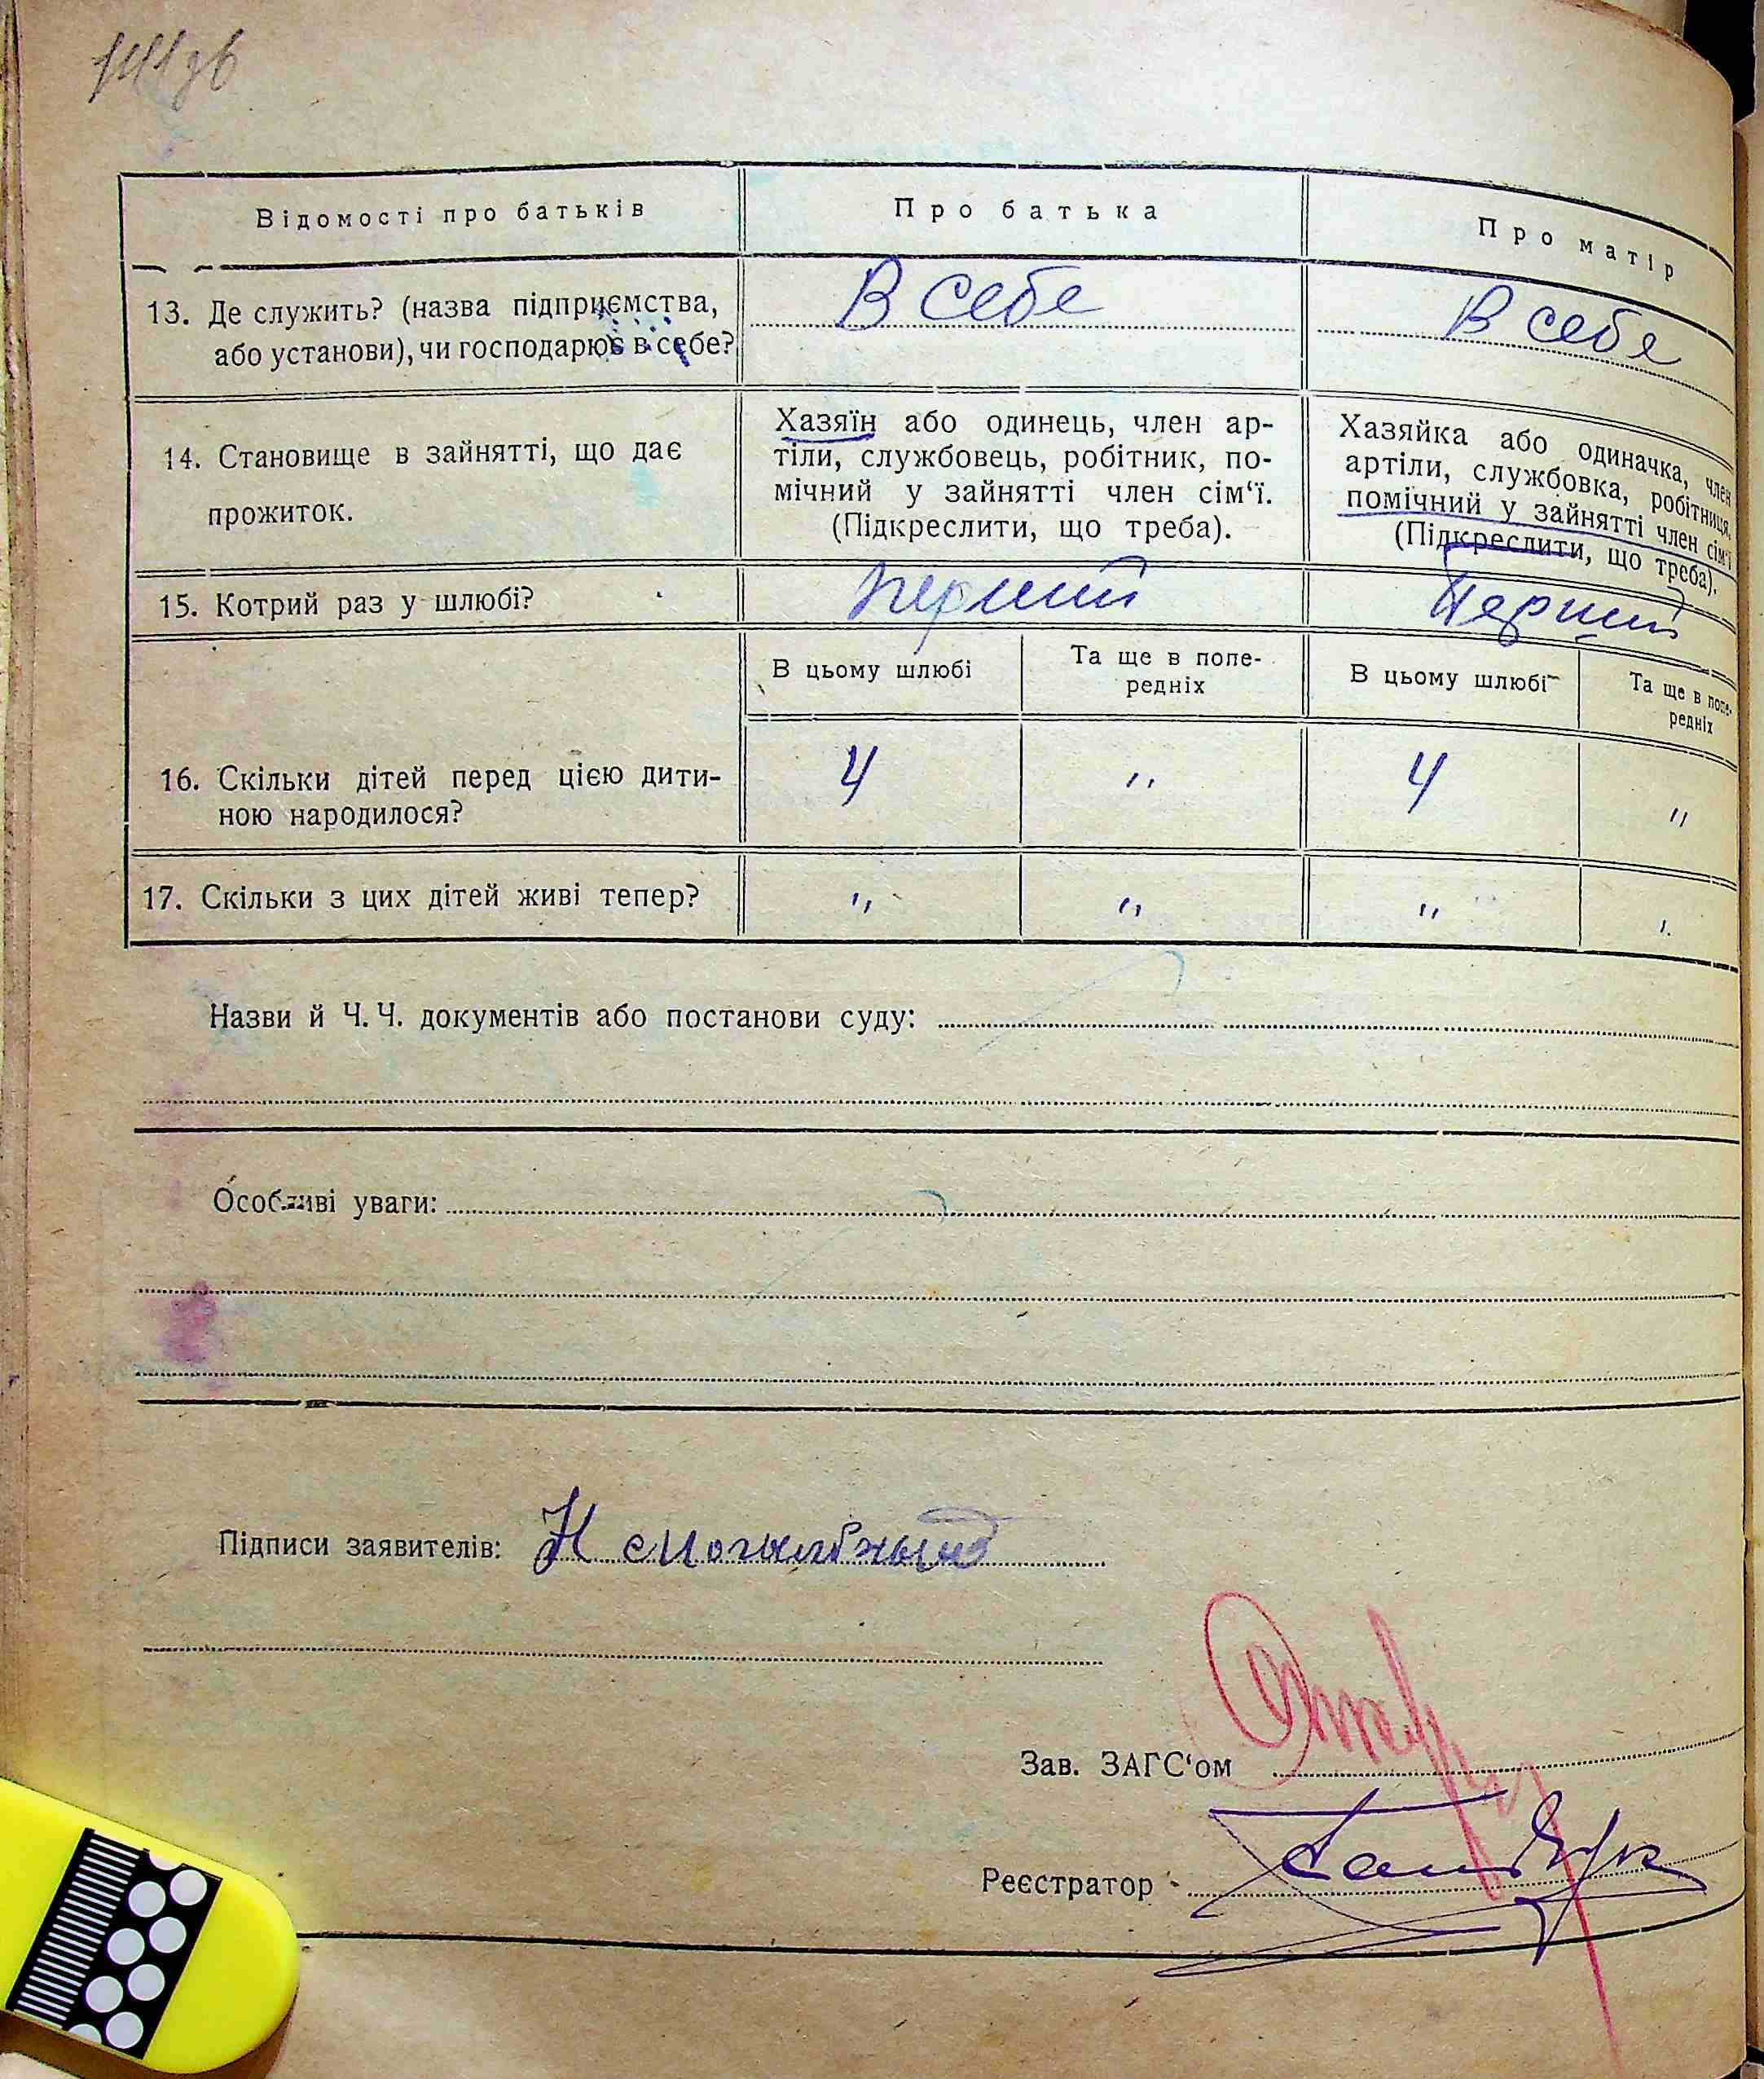 141 зв
Відомості про батьків
Про батька
Про матір
13. Де служить? (назва підприємства,
або установи), чи господарює в себе?
В себе
В себе
14. Становище в зайнятті, що дає
прожиток.
Хазяїн або одинець, член ар-
тіли, службовець, робітник, по-
мічний у зайнятті член сім‘ї.
(Підкреслити, що треба).
Хазяйка або одиначка, член
артіли, службовка, робітниця,
помічний у зайнятті член сім‘ї
(Підкреслити, що треба).
15. Котрий раз у шлюбі?
перший
Перший
В цьому шлюбі
Та ще в попе-
редніх
В цьому шлюбі
Та ще в попе-
редніх
16. Скільки дітей перед цією дити-
ною народилося?
4
"
4
"
17. Скільки з цих дітей живі тепер?
"
"
"
"
Назви й Ч. Ч. документів або постанови суду:
Особливі уваги:
Підписи заявителів:
Зав. ЗАГС‘ом
Реєстратор